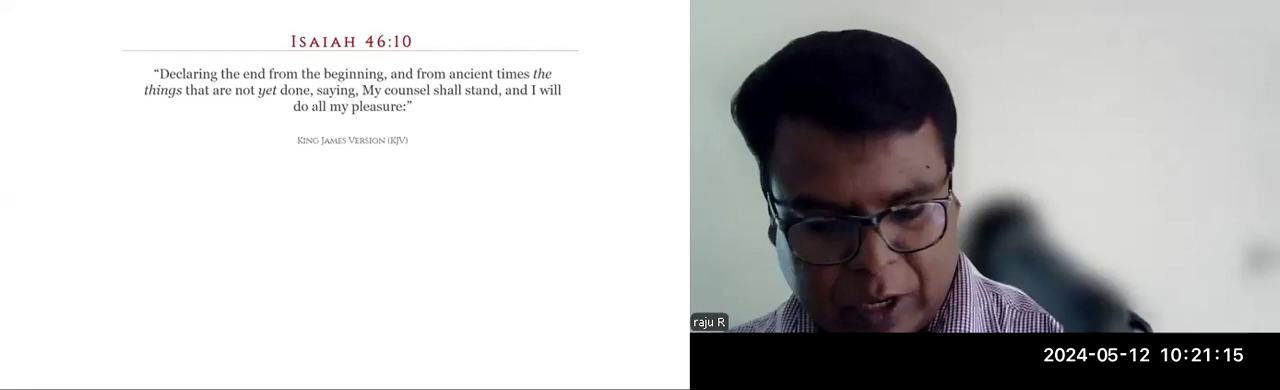 ISAIAH 46:10
“Declaring the end from the beginning, and from ancient times the
things that are not yet done, saying, My counsel shall stand, and I will
do all my pleasure:”
KING JAMES VERSION (KJV)
raju R
2024-05-12 10:21:15